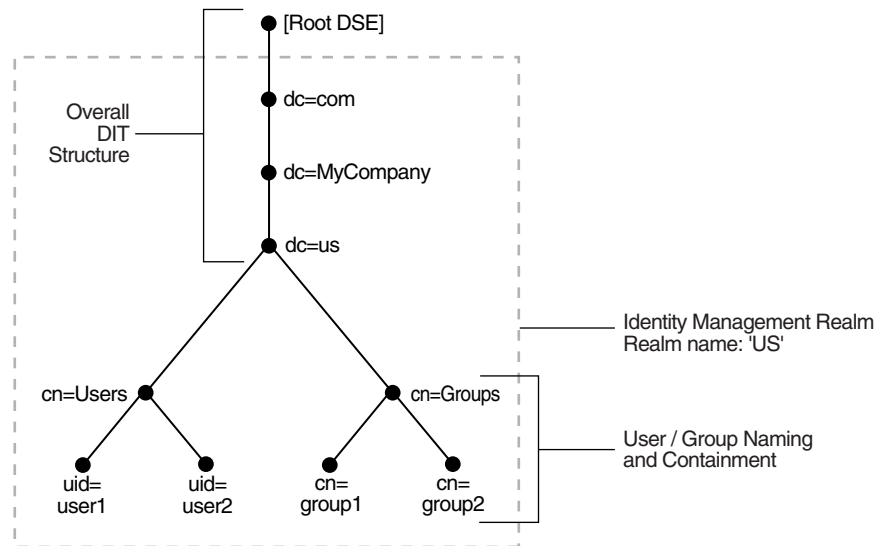 [Root DSE]
dc=com
Overall
DIT
Structure
dc=MyCompany
dc=us
Identity Management Realm
Realm name: 'US'
cn=Users
cn=Groups
User / Group Naming
and Containment
uid=
user1
uid=
user2
cn=
group1
cn=
group2